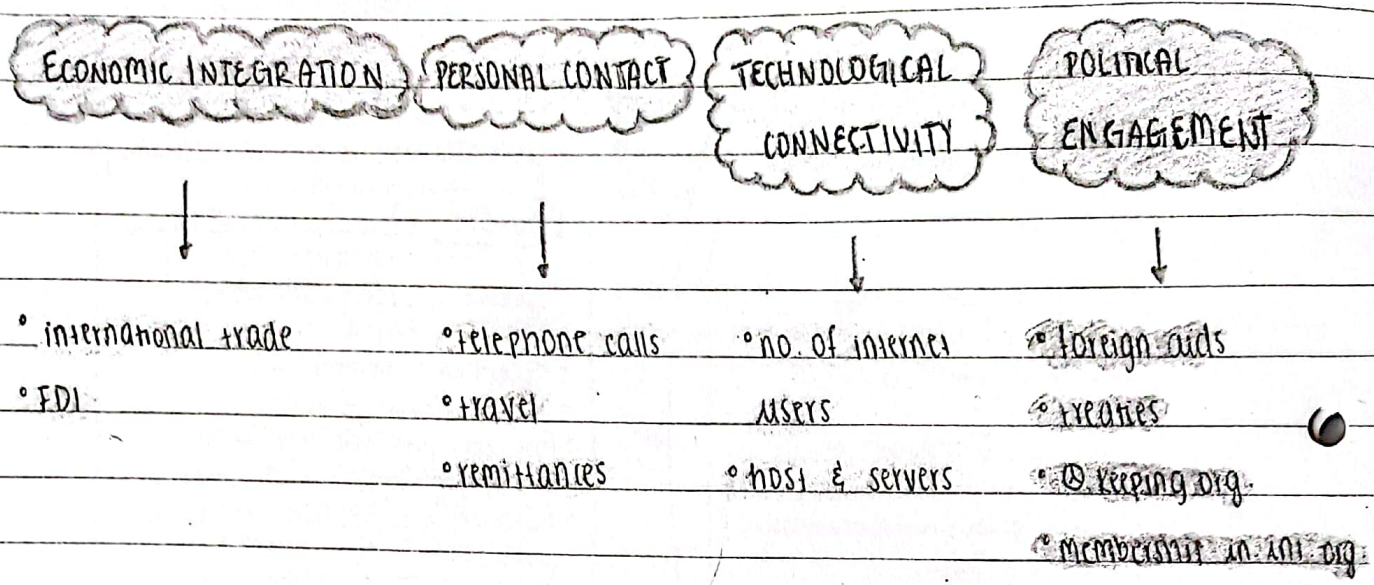 ECONOMIC INTEGRATION
PERSONAL CONTACT
TECHNOLOGICAL
CONNECTIVITY
POLITICAL
ENGAGEMENT
° international trade
° FDI
° telephone calls
° travel
° remittances
° no. of internet
users
° host & servers
° foreign aids
° treaties
° ☮ keeping org.
° membership in int. org.